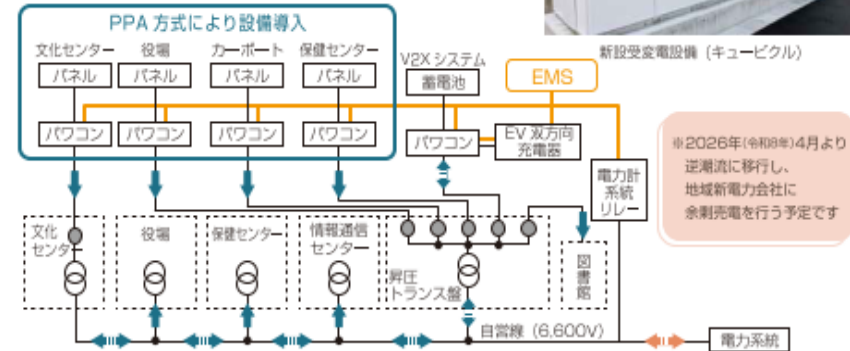 PPA 方式により設備導入
文化センター
役場
カーポート
保健センター
パネル
パネル
パネル
パネル
パワコン
パワコン
パワコン
パワコン
V2X システム
蓄電池
パワコン
EMS
EV 双方向
充電器
新設受変電設備(キュービクル)
電力計
系統
リレー
※2026年(令和8年)4月より
逆潮流に移行し、
地域新電力会社に
余剰売電を行う予定です
文化
センター
役場
保健センター
情報通信
センター
昇圧
トランス盤
図書館
自営線(6,600V)
電力系統